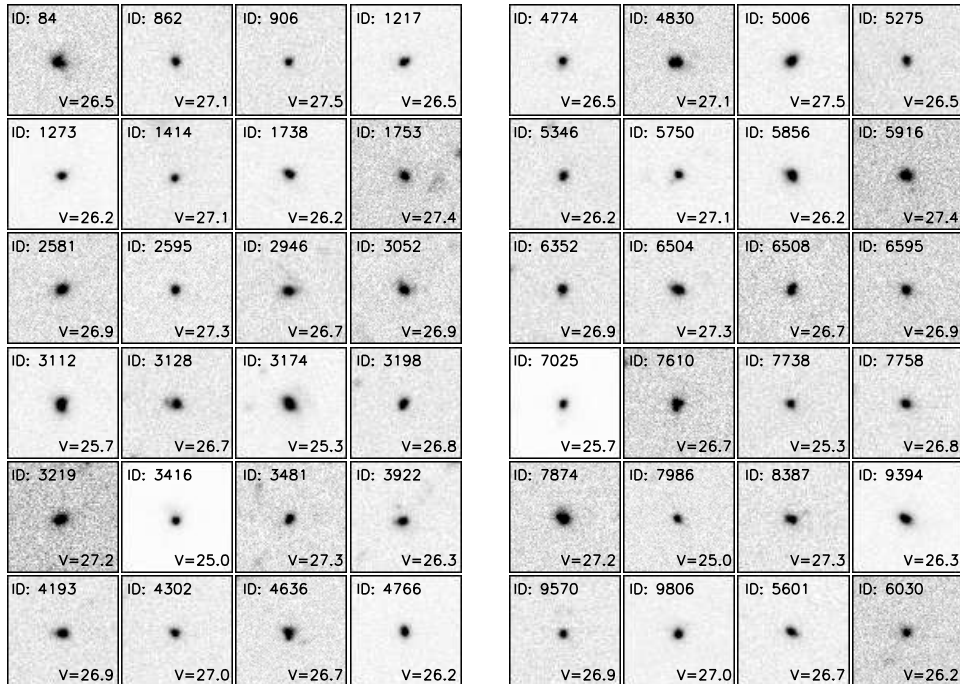 ID: 84 ID: 862 ID: 906 ID: 1217 ID: 4774 ID: 4830 ID: 5006 ID: 5275
V=26.5 V=27.1 V=27.5 V=26.5 V=26.5 V=27.1 V=27.5 V=26.5
ID: 1273 ID: 1414 ID: 1738 ID: 1753 ID: 5346 ID: 5750 ID: 5856 ID: 5916
V=26.2 V=27.1 V=26.2 V=27.4 V=26.2 V=27.1 V=26.2 V=27.4
ID: 2581 ID: 2595 ID: 2946 ID: 3052 ID: 6352 ID: 6504 ID: 6508 ID: 6595
V=26.9 V=27.3 V=26.7 V=26.9 V=26.9 V=27.3 V=26.7 V=26.9
ID: 3112 ID: 3128 ID: 3174 ID: 3198 ID: 7025 ID: 7610 ID: 7738 ID: 7758
V=25.7 V=26.7 V=25.3 V=26.8 V=25.7 V=26.7 V=25.3 V=26.8
ID: 3219 ID: 3416 ID: 3481 ID: 3922 ID: 7874 ID: 7986 ID: 8387 ID: 9394
V=27.2 V=25.0 V=27.3 V=26.3 V=27.2 V=25.0 V=27.3 V=26.3
ID: 4193 ID: 4302 ID: 4636 ID: 4766 ID: 9570 ID: 9806 ID: 5601 ID: 6030
V=26.9 V=27.0 V=26.7 V=26.2 V=26.9 V=27.0 V=26.7 V=26.2